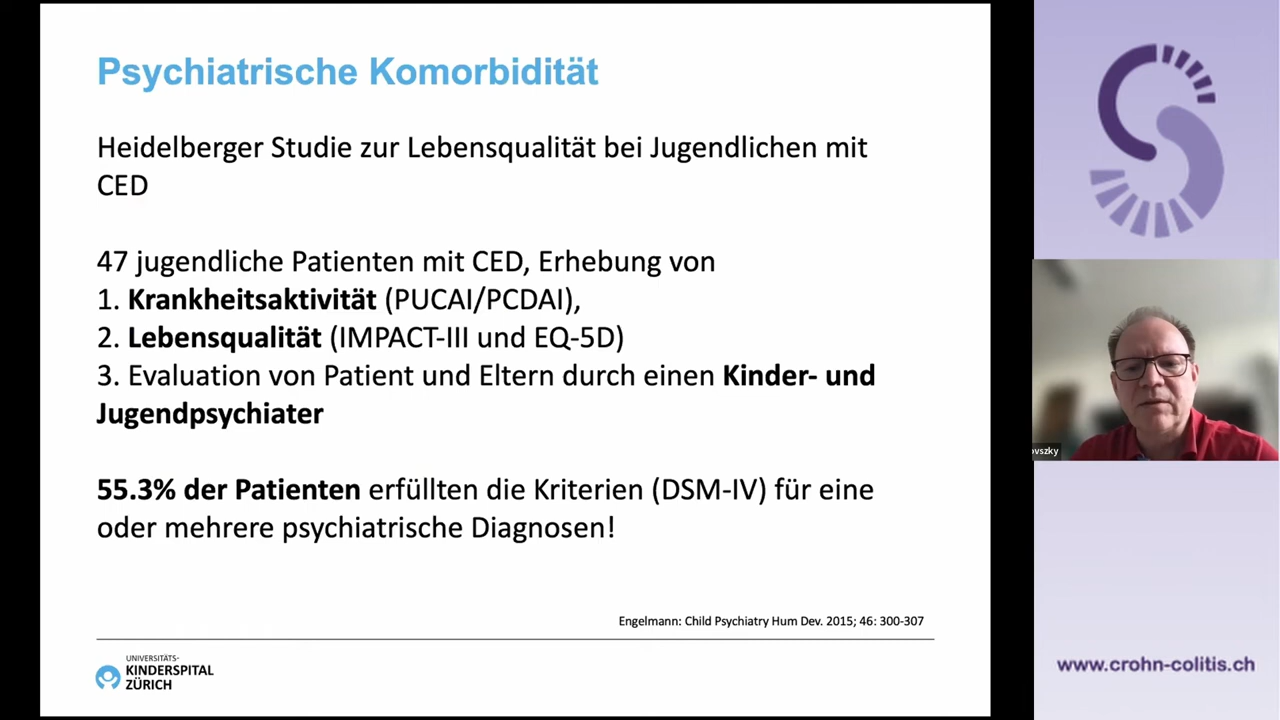 Psychiatrische Komorbidität
Heidelberger Studie zur Lebensqualität bei Jugendlichen mit
CED
47 jugendliche Patienten mit CED, Erhebung von
1. Krankheitsaktivität (PUCAI/PCDAI),
2. Lebensqualität (IMPACT-III und EQ-5D)
3. Evaluation von Patient und Eltern durch einen Kinder- und
Jugendpsychiater
55.3% der Patienten erfüllten die Kriterien (DSM-IV) für eine
oder mehrere psychiatrische Diagnosen!
Engelmann: Child Psychiatry Hum Dev. 2015; 46: 300-307
UNIVERSITÄTS-
KINDERSPITAL
ZÜRICH
ovszky
www.crohn-colitis.ch